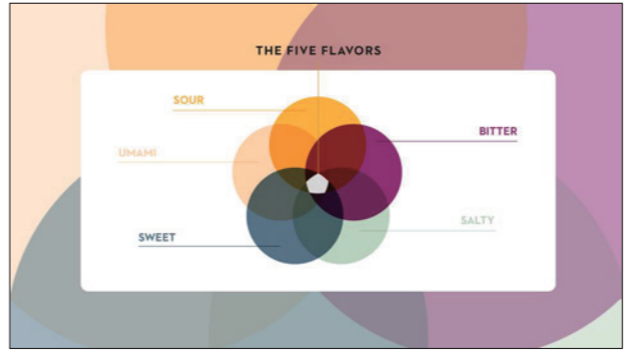 THE FIVE FLAVORS
SOUR
BITTER
UMAMI
SALTY
SWEET